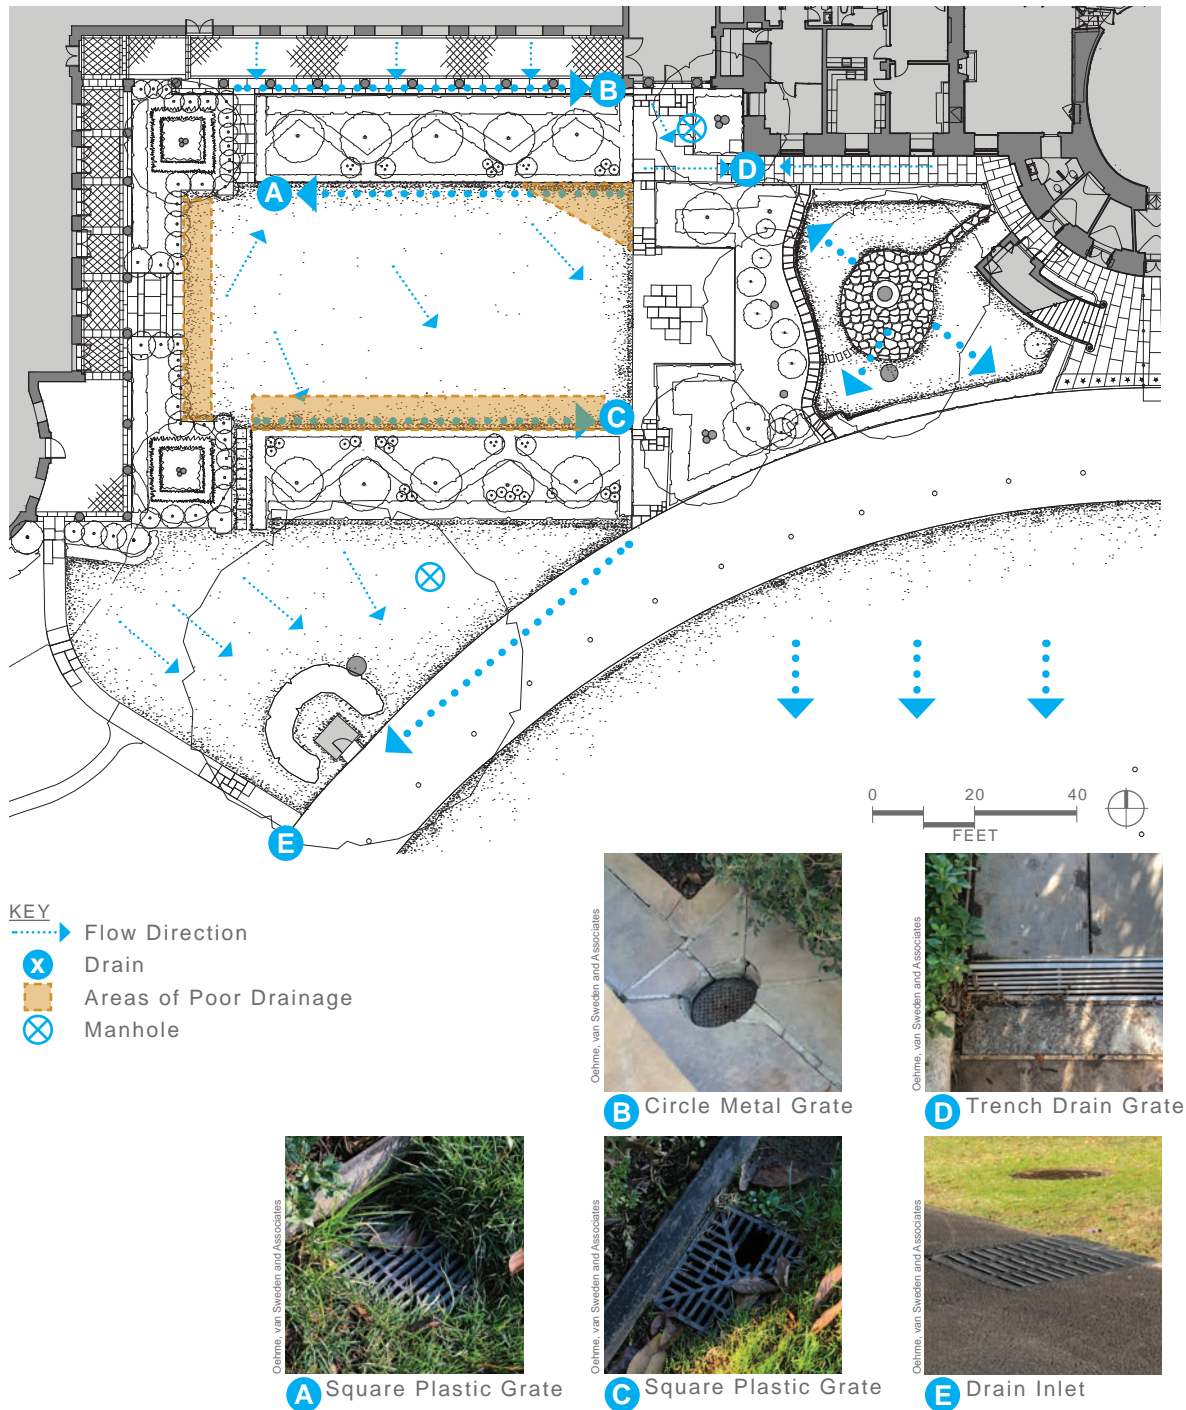 B
D
A
C
E
0 20 40
FEET
KEY
Flow Direction
x Drain
Areas of Poor Drainage
Manhole
Oehme, van Sweden and Associates
B Circle Metal Grate
Oehme, van Sweden and Associates
D Trench Drain Grate
Oehme, van Sweden and Associates
A Square Plastic Grate
Oehme, van Sweden and Associates
C Square Plastic Grate
Oehme, van Sweden and Associates
E Drain Inlet